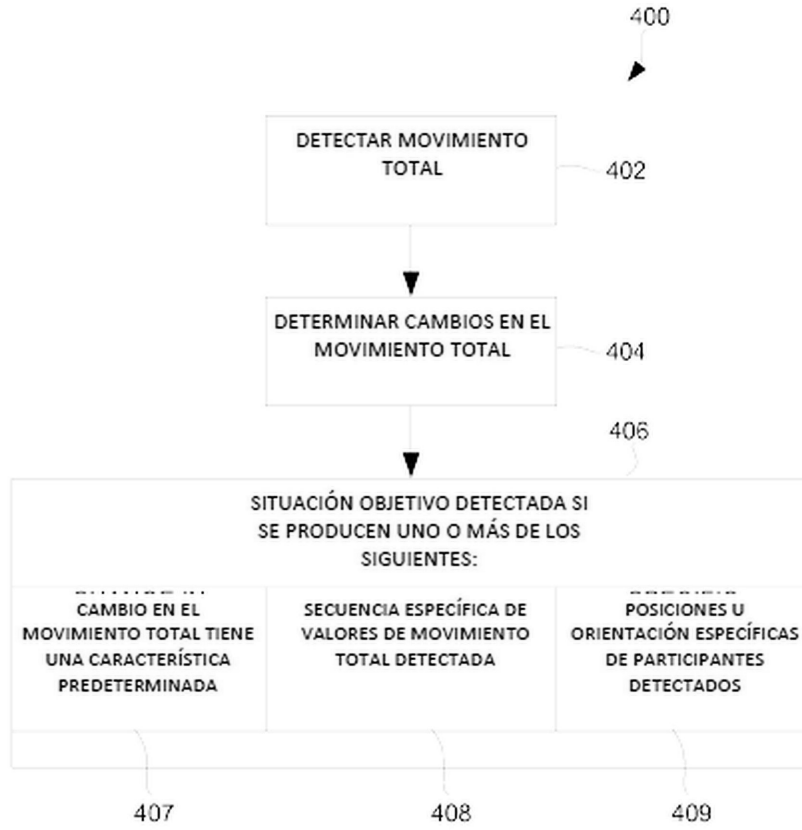 400
DETECTAR MOVIMIENTO
TOTAL
402
DETERMINAR CAMBIOS EN EL
MOVIMIENTO TOTAL
404
406
SITUACIÓN OBJETIVO DETECTADA SI
SE PRODUCEN UNO O MÁS DE LOS
SIGUIENTES:
CAMBIO EN EL
MOVIMIENTO TOTAL TIENE
UNA CARACTERÍSTICA
PREDETERMINADA
SECUENCIA ESPECÍFICA DE
VALORES DE MOVIMIENTO
TOTAL DETECTADA
POSICIONES U
ORIENTACIÓN ESPECÍFICAS
DE PARTICIPANTES
DETECTADOS
407
408
409